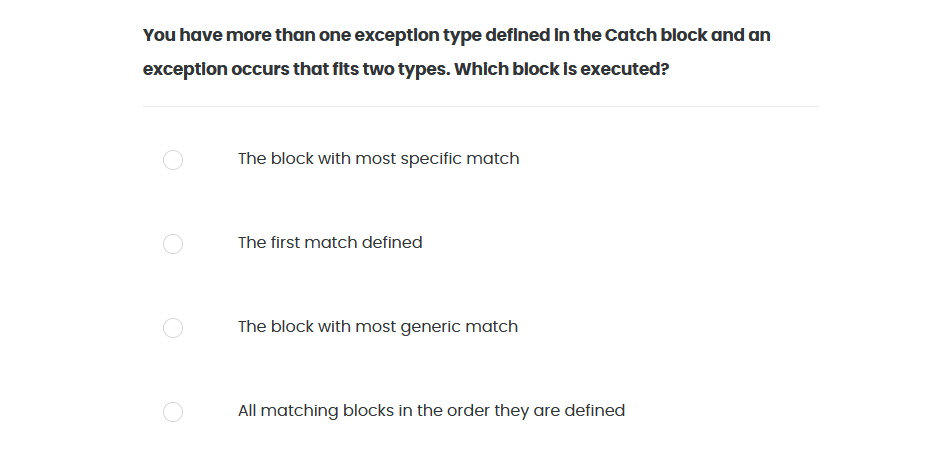 You have more than one exception type defined in the Catch block and an
exception occurs that fits two types. Which block is executed?
The block with most specific match
The first match defined
The block with most generic match
All matching blocks in the order they are defined